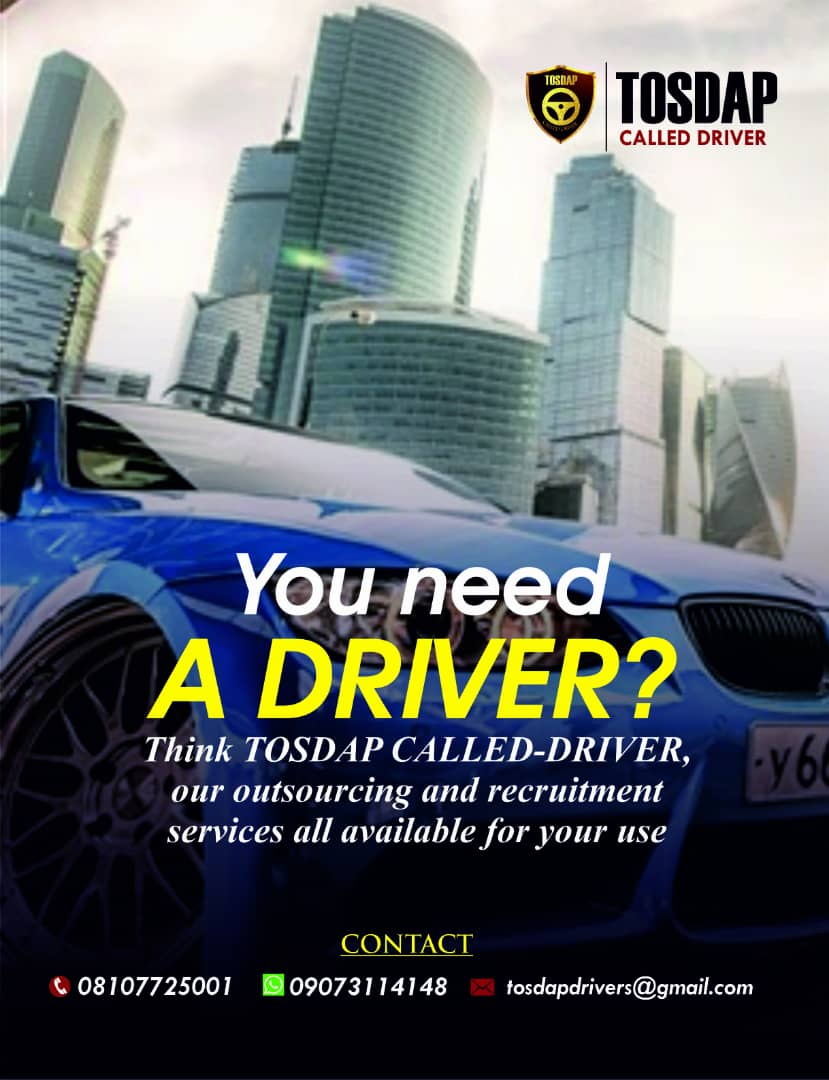 TOSDAP
TOSDAP
CALLED DRIVER
You need
A DRIVER?
Think TOSDAP CALLED-DRIVER,
our outsourcing and recruitment
services all available for your use
y66
CONTACT
08107725001 09073114148 tosdapdrivers@gmail.com